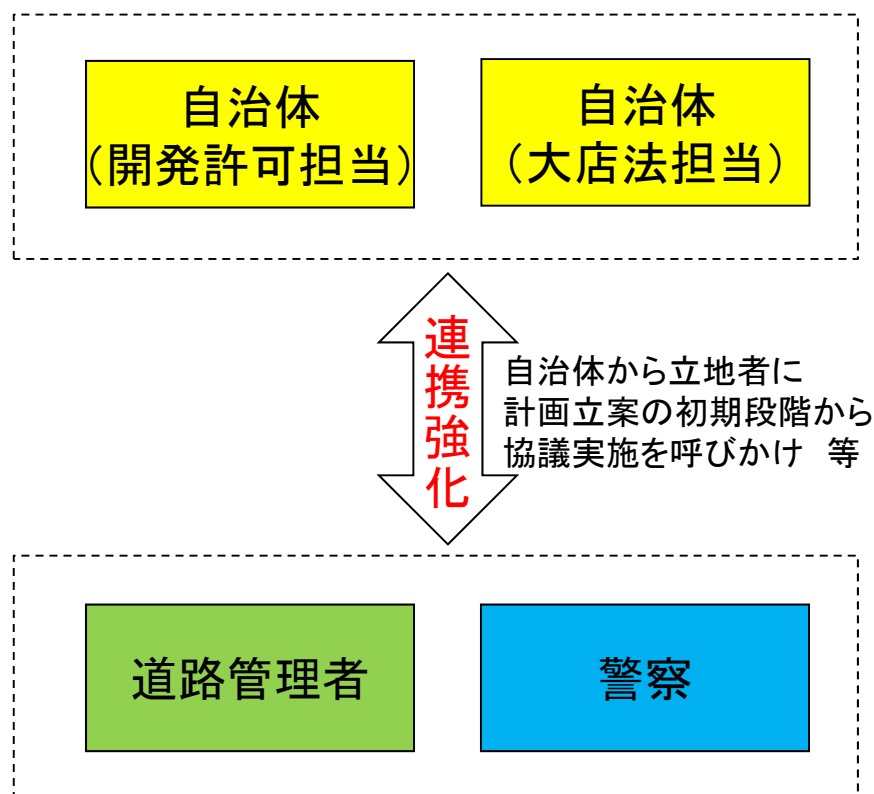 自治体
(開発許可担当)
自治体
(大店法担当)
連携強化
自治体から立地者に
計画立案の初期段階から
協議実施を呼びかけ 等
道路管理者
警察